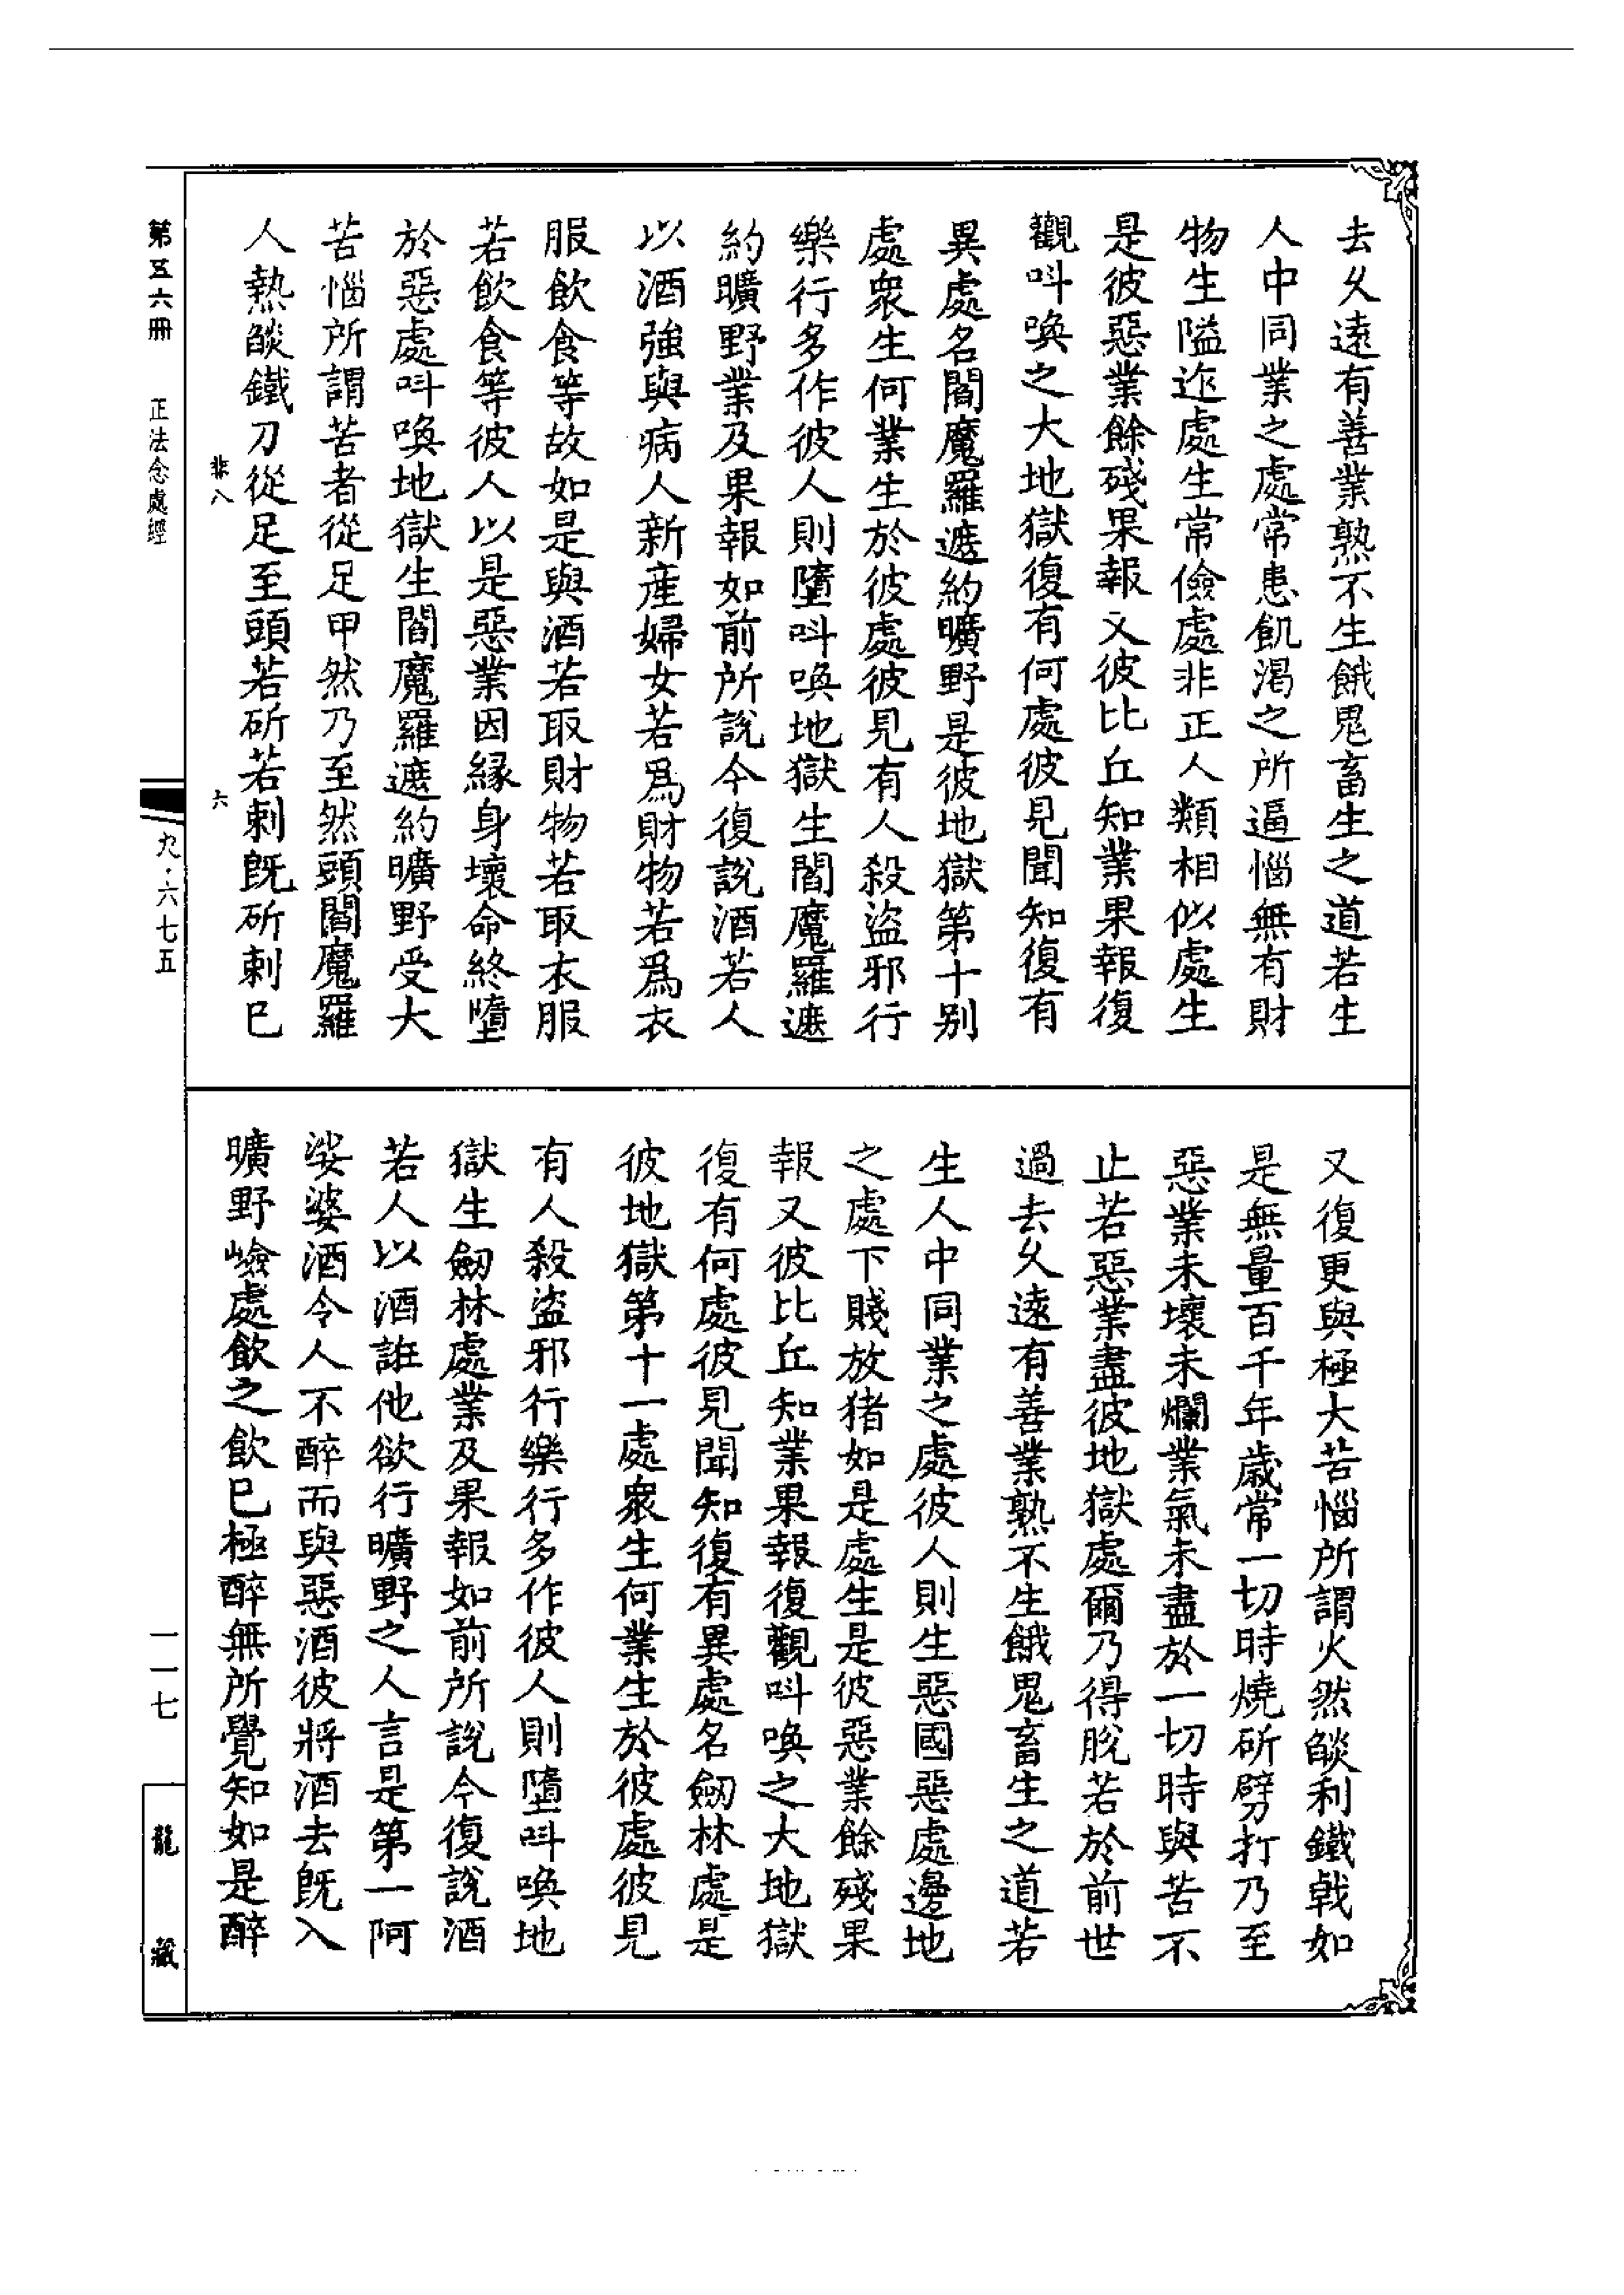 去久遠有善業熟不生餓鬼畜生之道若生
人中同業之處常患飢渴之所逼惱無有財
物生隘迮處生常儉處非正人類相似處生
是彼惡業餘殘果報又彼比丘知業果報復
觀叫喚之大地獄復有何處彼見聞知復有
異處名閻魔羅遮約曠野是彼地獄第十别
處衆生何業生於彼處彼見有人殺盜邪行
樂行多作彼人則墮叫喚地獄生閻魔羅遮
約曠野業及果報如前所說今復說酒若人
以酒強與病人新産婦女若爲財物若爲衣
服飲食等故如是與酒若取財物若取衣服
若飲食等彼人以是惡業因緣身壞命終墮
於惡處叫喚地獄生閻魔羅遮約曠野受大
苦惱所謂苦者從足甲然乃至然頭閻魔羅
人熱燄鐵刀從足至頭若斫若刺旣斫刺已
又復更與極大苦惱所謂火然燄利鐵戟如
是無量百千年歲常一切時燒斫劈打乃至
惡業未壞未爛業氣未盡於一切時與苦不
止若惡業盡彼地獄處爾乃得脫若於前世
過去久遠有善業熟不生餓鬼畜生之道若
生人中同業之處彼人則生惡國惡處邊地
之處下賤放猪如是處生是彼惡業餘殘果
報又彼比丘知業果報復觀叫喚之大地獄
復有何處彼見聞知復有異處名劒林處是
彼地獄第十一處衆生何業生於彼處彼見
有人殺盜邪行樂行多作彼人則墮叫喚地
獄生劒林處業及果報如前所說今復說酒
若人以酒誑他欲行曠野之人言是第一阿
娑婆酒令人不醉而與惡酒彼將酒去旣入
曠野嶮處飲之飲已極醉無所覺知如是醉
非八
六
第五六冊
正法念處經
九·六七五
一一七
龍
藏